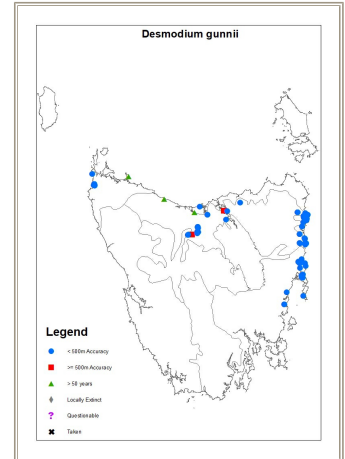 Desmodium gunnii
Legend
< 500m Accuracy
>= 500m Accuracy
> 50 years
Locally Extinct
? Questionable
Taken